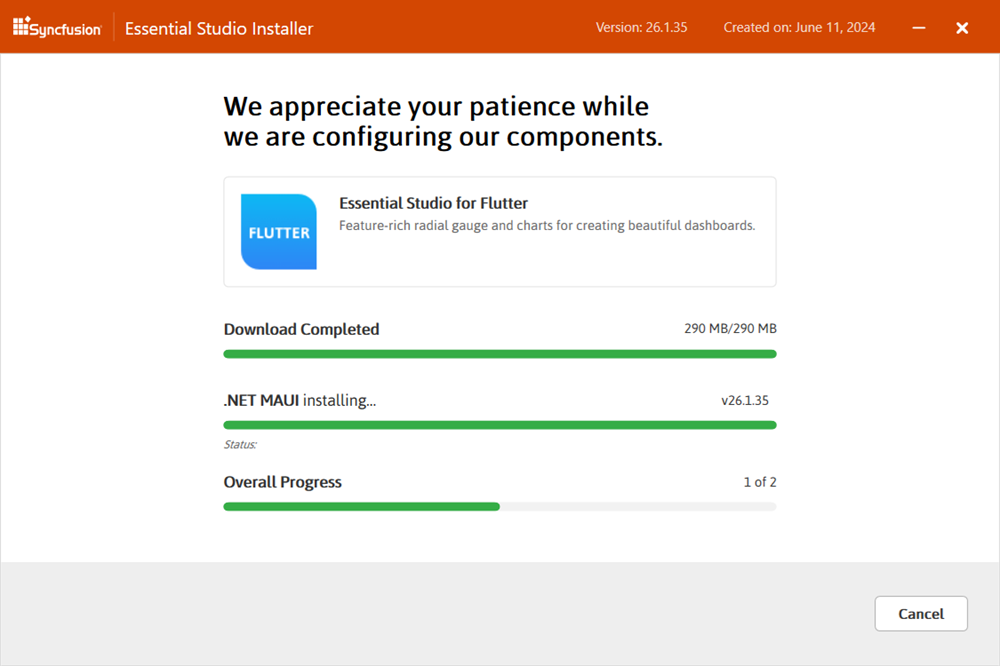 Syncfusion Essential Studio Installer Version: 26.1.35 Created on: June 11, 2024
We appreciate your patience while
we are configuring our components.
FLUTTER
Essential Studio for Flutter
Feature-rich radial gauge and charts for creating beautiful dashboards.
Download Completed 290 MB/290 MB
.NET MAUI installing... v26.1.35
Status:
Overall Progress 1 of 2
Cancel